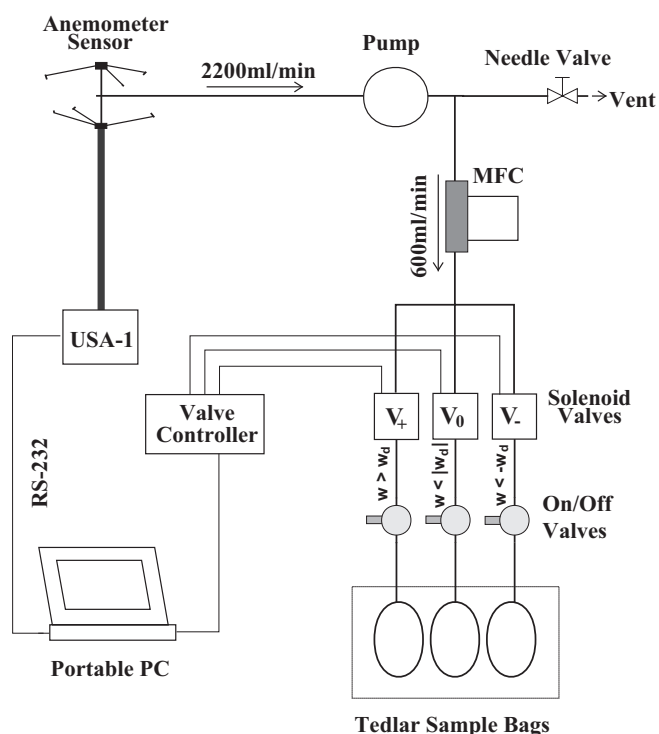 Anemometer
Sensor
2200ml/min
Pump
Needle Valve
Vent
MFC
600ml/min
USA-1
Valve
Controller
V+
V0
V-
Solenoid
Valves
w > wd
w < |wd|
w < -wd
RS-232
On/Off
Valves
Portable PC
Tedlar Sample Bags